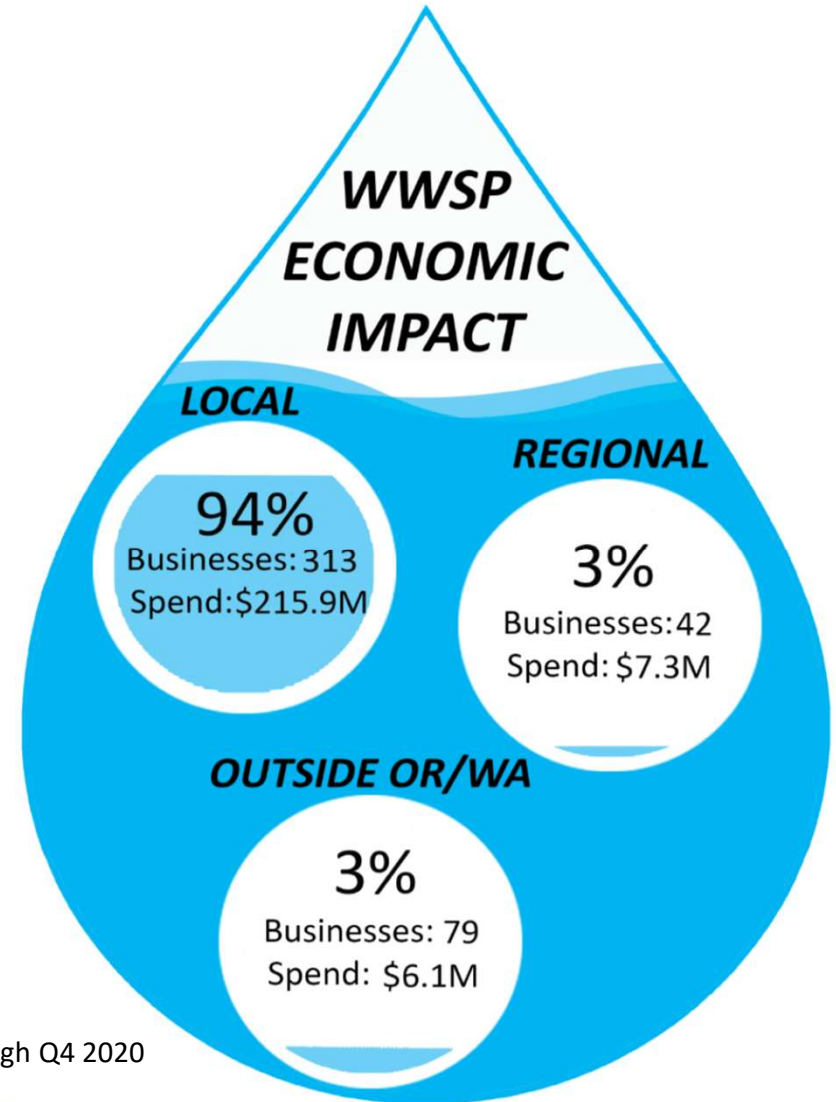 WWSP
ECONOMIC
IMPACT
LOCAL
94%
Businesses: 313
Spend:$215.9M
REGIONAL
3%
Businesses:42
Spend: $7.3M
OUTSIDE OR/WA
3%
Businesses: 79
Spend: $6.1M
gh Q4 2020